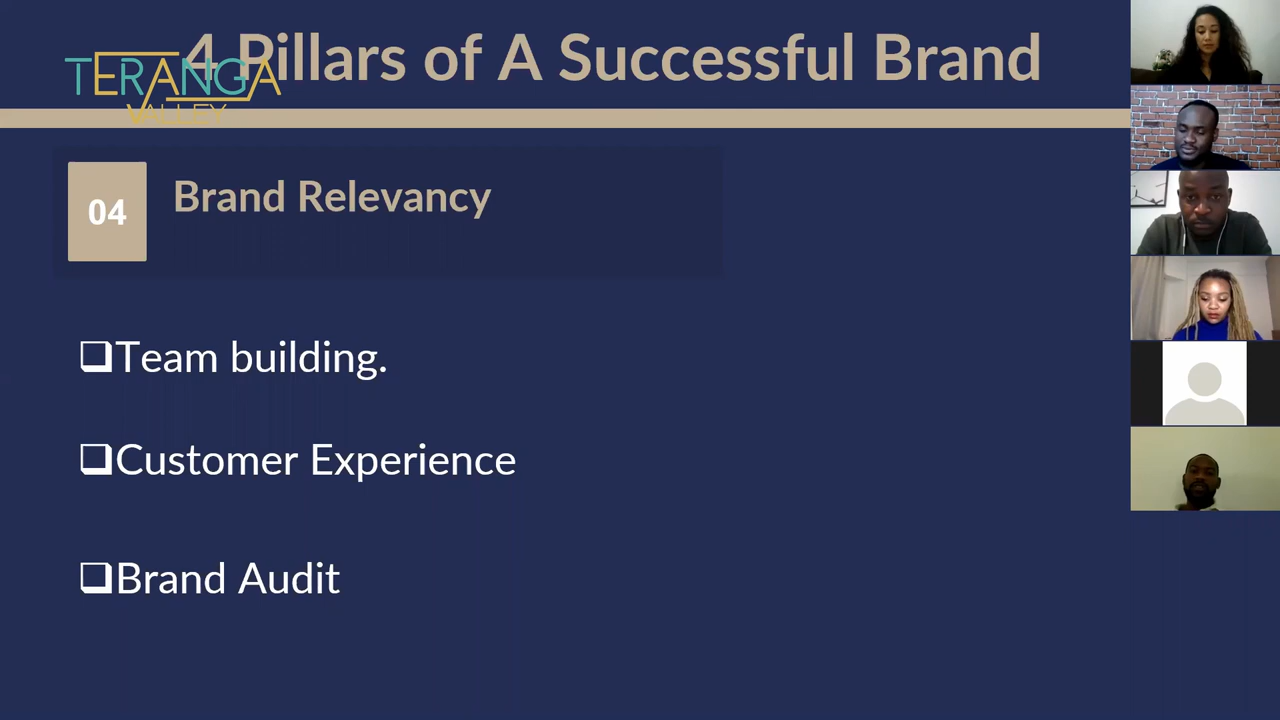 4 Pillars of A Successful Brand
TERANGA
VALLEY
04
Brand Relevancy
❑Team building.
❑Customer Experience
❑Brand Audit